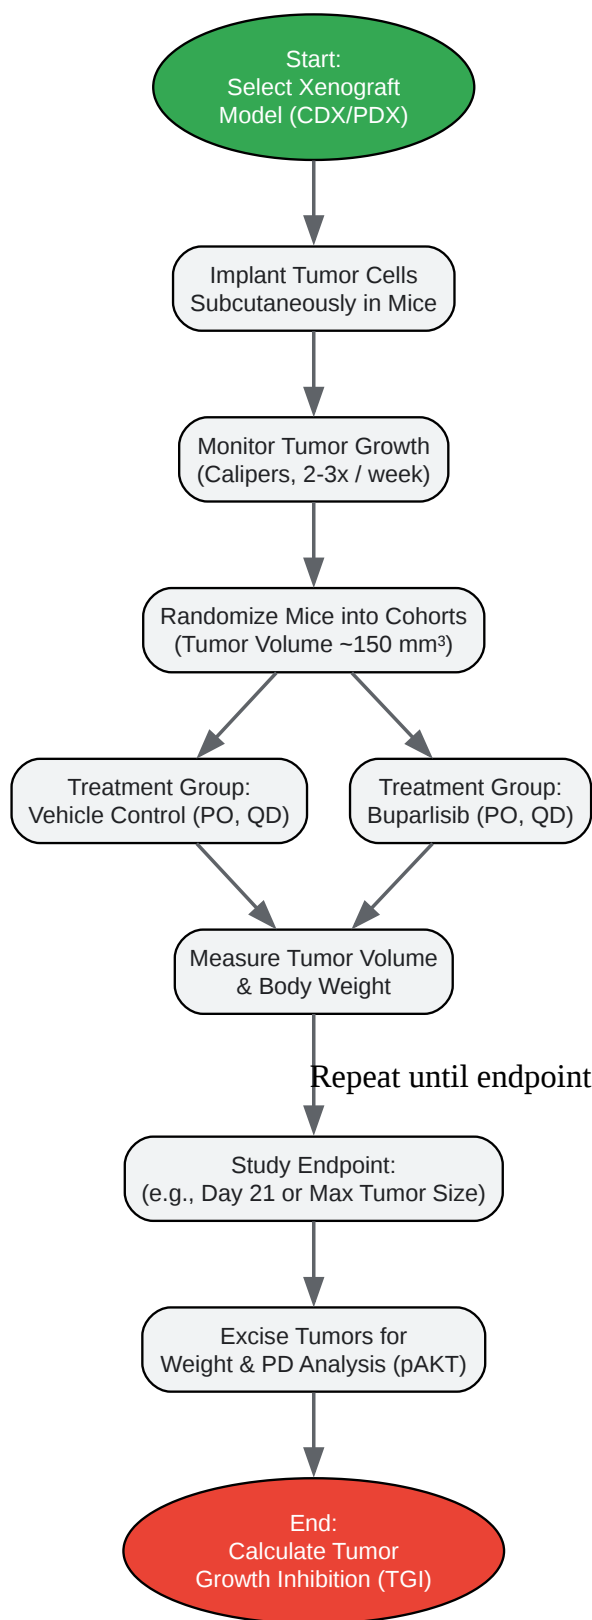 Start:
Select Xenograft
Model (CDX/PDX)
Implant Tumor Cells
Subcutaneously in Mice
Monitor Tumor Growth
(Calipers, 2-3x / week)
Randomize Mice into Cohorts
(Tumor Volume ~150 mm³)
Treatment Group:
Vehicle Control (PO, QD)
Treatment Group:
Buparlisib (PO, QD)
Measure Tumor Volume
& Body Weight
Repeat until endpoint
Study Endpoint:
(e.g., Day 21 or Max Tumor Size)
Excise Tumors for
Weight & PD Analysis (pAKT)
End:
Calculate Tumor
Growth Inhibition (TGI)